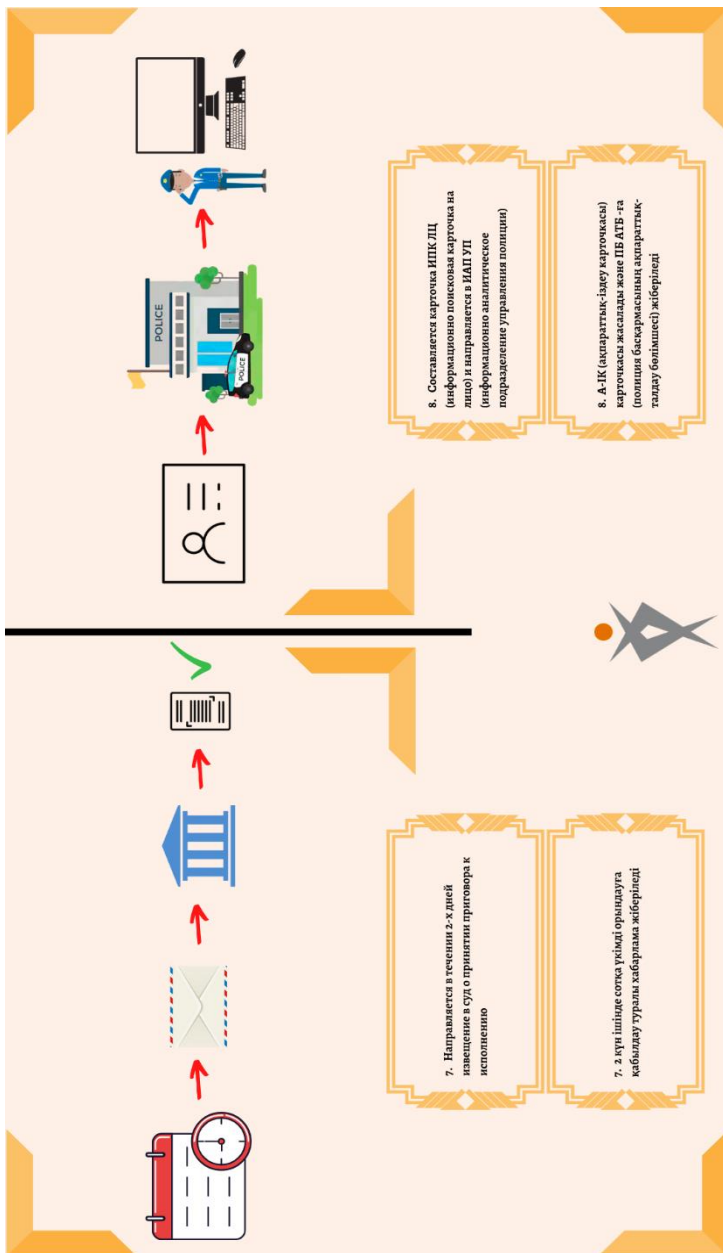 7. Направляется в течении 2-х дней
извещение в суд о принятии приговора к
исполнению
7. 2 күн ішінде сотқа үкімді орындауға
қабылдау туралы хабарлама жіберіледі
POLICE
POLICE
8. Составляется карточка ИПК ЛЦ
(информационно поисковая карточка на
лицо) и направляется в ИАП УП
(информационно аналитическое
подразделение управления полиции)
8. А-ІК (ақпараттық-іздеу карточкасы)
карточкасы жасалады және ПБ АТБ -ға
(полиция басқармасының ақпараттық-
талдау бөлімшесі) жіберіледі